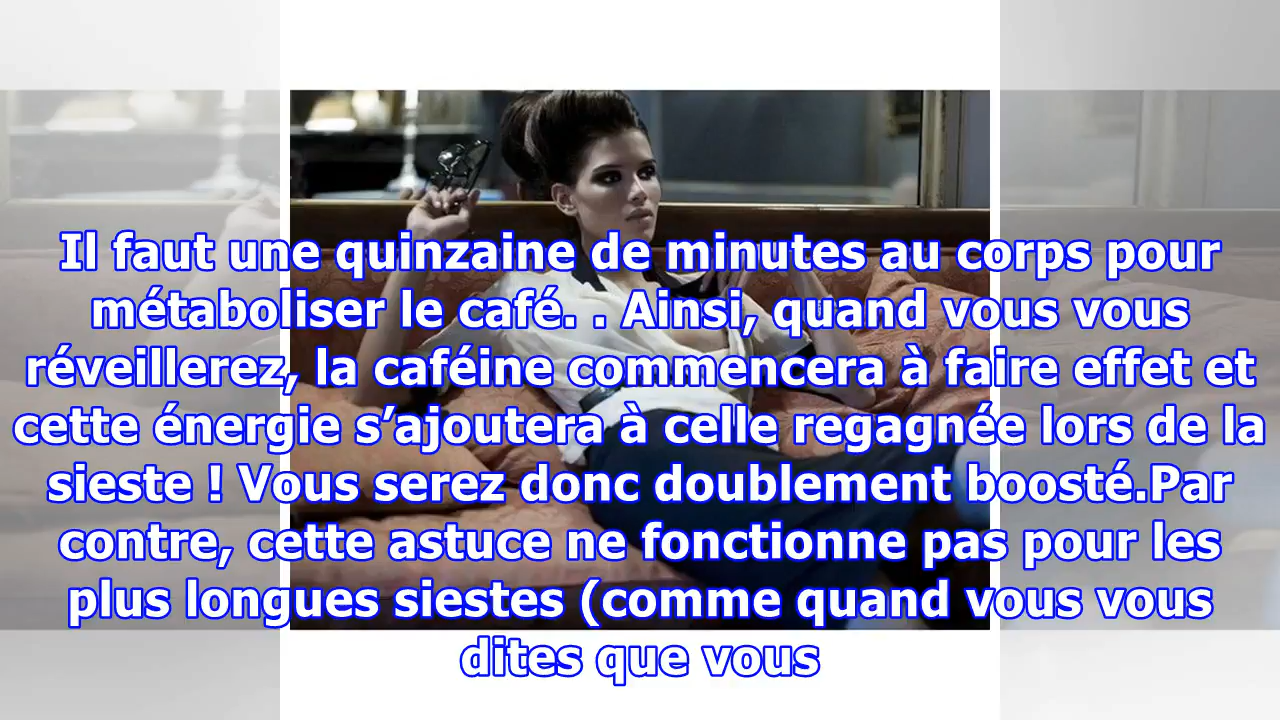 Il faut une quinzaine de minutes au corps pour
métaboliser le café. . Ainsi, quand vous vous
réveillerez, la caféine commencera à faire effet et
cette énergie s’ajoutera à celle regagnée lors de la
sieste ! Vous serez donc doublement boosté.Par
contre, cette astuce ne fonctionne pas pour les
plus longues siestes (comme quand vous vous
dites que vous